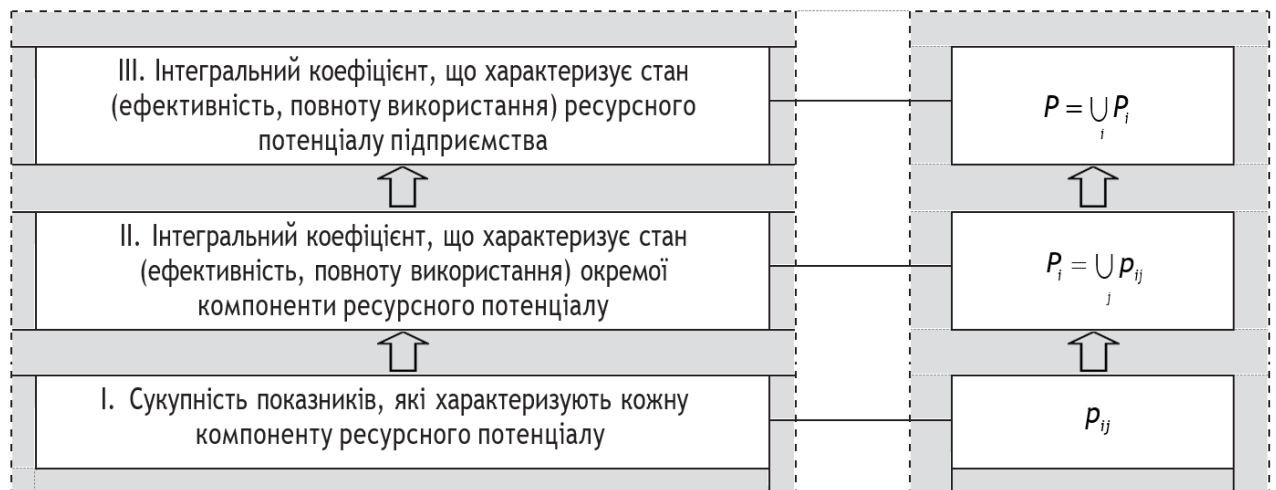 III. Інтегральний коефіцієнт, що характеризує стан
(ефективність, повноту використання) ресурсного
потенціалу підприємства
P = ∪ Pᵢ
i
II. Інтегральний коефіцієнт, що характеризує стан
(ефективність, повноту використання) окремої
компоненти ресурсного потенціалу
Pᵢ = ∪ pᵢⱼ
j
I. Сукупність показників, які характеризують кожну
компоненту ресурсного потенціалу
pᵢⱼ